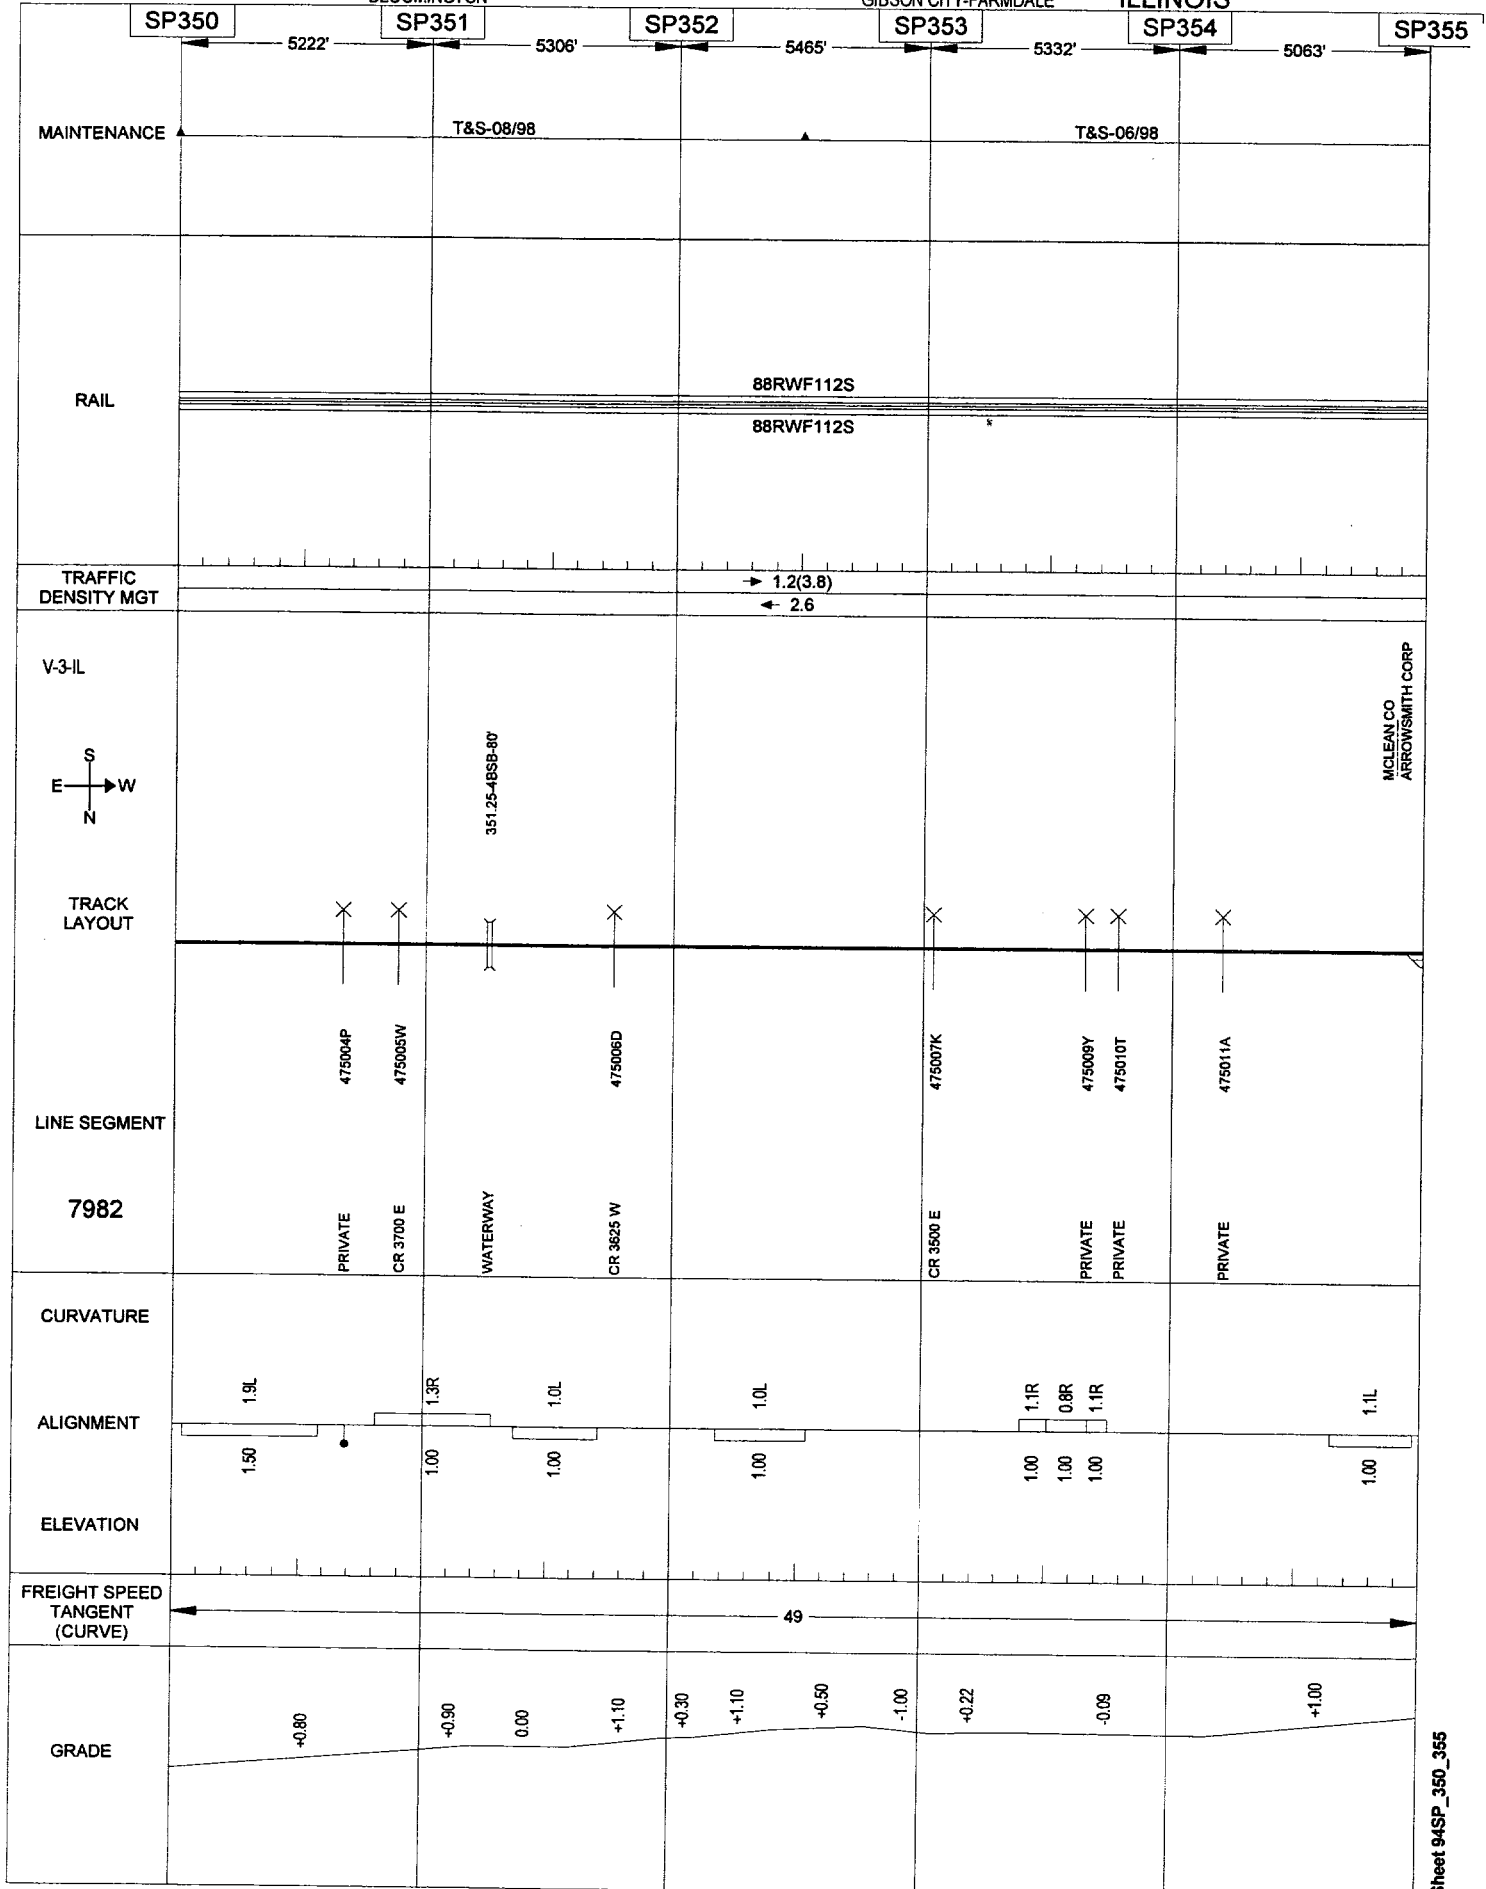 BLOOMINGTON
GIBSON CITY-FARMDALE
ILLINOIS
SP350
SP351
SP352
SP353
SP354
SP355
5222'
5306'
5465'
5332'
5063'
MAINTENANCE
T&S-08/98
T&S-06/98
RAIL
88RWF112S
88RWF112S
TRAFFIC
DENSITY MGT
1.2(3.8)
2.6
V-3-IL
S
E
W
N
351.25-4BSB-80'
MCLEAN CO
ARROWSMITH CORP
TRACK
LAYOUT
475004P
475005W
475006D
475007K
475009Y
475010T
475011A
LINE SEGMENT
7982
PRIVATE
CR 3700 E
WATERWAY
CR 3625 W
CR 3500 E
PRIVATE
PRIVATE
PRIVATE
CURVATURE
ALIGNMENT
1.9L
1.3R
1.0L
1.0L
1.1R
0.8R
1.1R
1.1L
1.50
1.00
1.00
1.00
1.00
1.00
1.00
1.00
ELEVATION
FREIGHT SPEED
TANGENT
(CURVE)
49
GRADE
+0.80
+0.90
0.00
+1.10
+0.30
+1.10
+0.50
-1.00
+0.22
-0.09
+1.00
Sheet 94SP_350_355